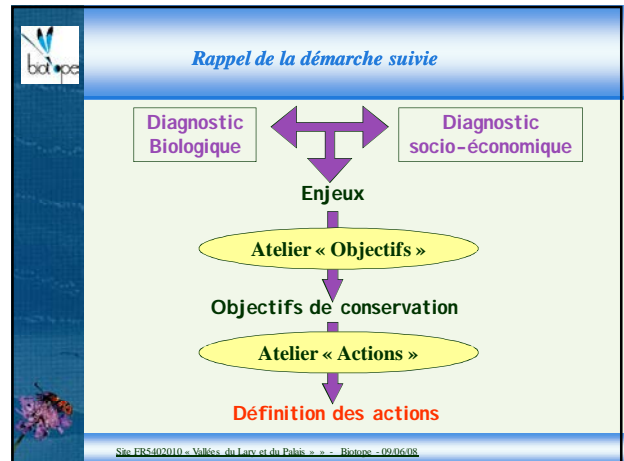 biotope
Rappel de la démarche suivie
Diagnostic
Biologique
Diagnostic
socio-économique
Enjeux
Atelier « Objectifs »
Objectifs de conservation
Atelier « Actions »
Définition des actions
Site FR5402010 « Vallées du Lary et du Palais » » - Biotope - 09/06/08